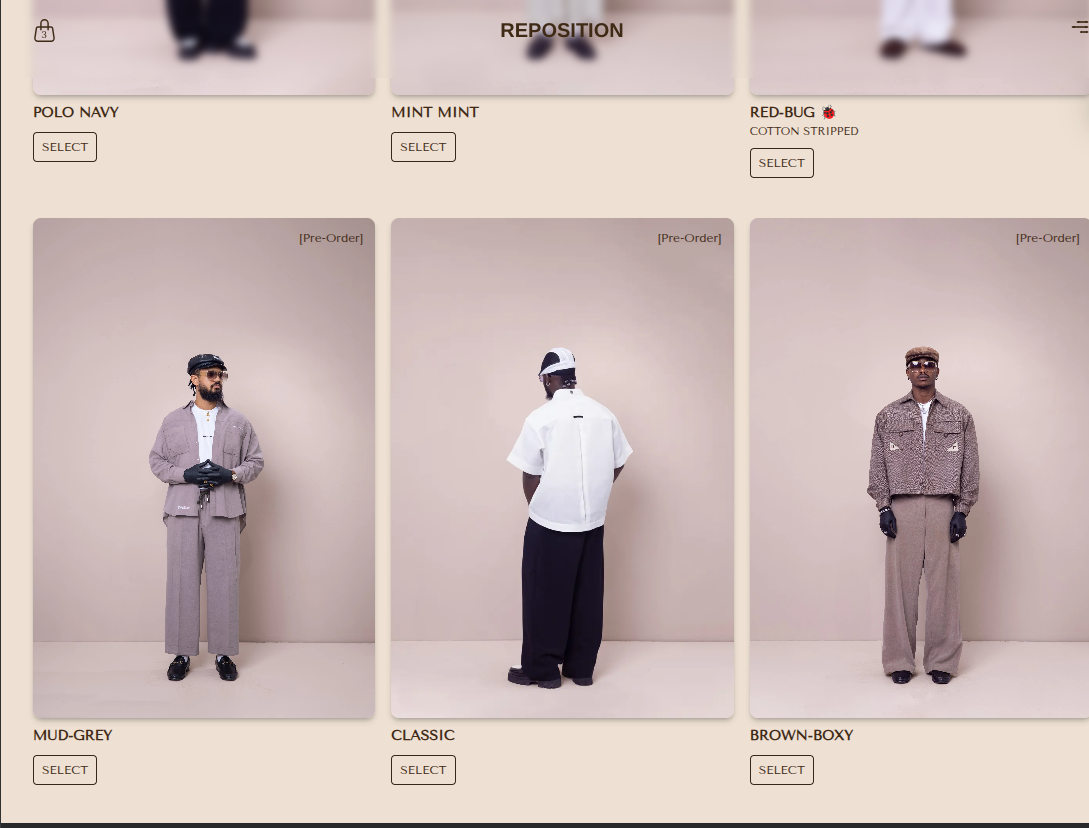 3
REPOSITION
POLO NAVY
SELECT
MINT MINT
SELECT
RED-BUG 🐞
COTTON STRIPPED
SELECT
[Pre-Order]
MUD-GREY
SELECT
[Pre-Order]
CLASSIC
SELECT
[Pre-Order]
BROWN-BOXY
SELECT